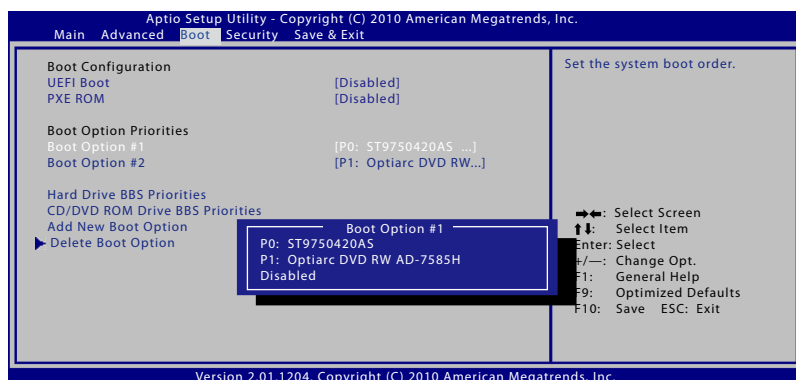 Aptio Setup Utility - Copyright (C) 2010 American Megatrends, Inc.
Main Advanced Boot Security Save & Exit
Boot Configuration
UEFI Boot [Disabled]
PXE ROM [Disabled]
Boot Option Priorities
Boot Option #1 [P0: ST9750420AS ...]
Boot Option #2 [P1: Optiarc DVD RW...]
Hard Drive BBS Priorities
CD/DVD ROM Drive BBS Priorities
Add New Boot Option
Delete Boot Option
Boot Option #1
P0: ST9750420AS
P1: Optiarc DVD RW AD-7585H
Disabled
Set the system boot order.
→←: Select Screen
↑↓: Select Item
Enter: Select
+/—: Change Opt.
F1: General Help
F9: Optimized Defaults
F10: Save ESC: Exit
Version 2.01.1204. Copyright (C) 2010 American Megatrends, Inc.